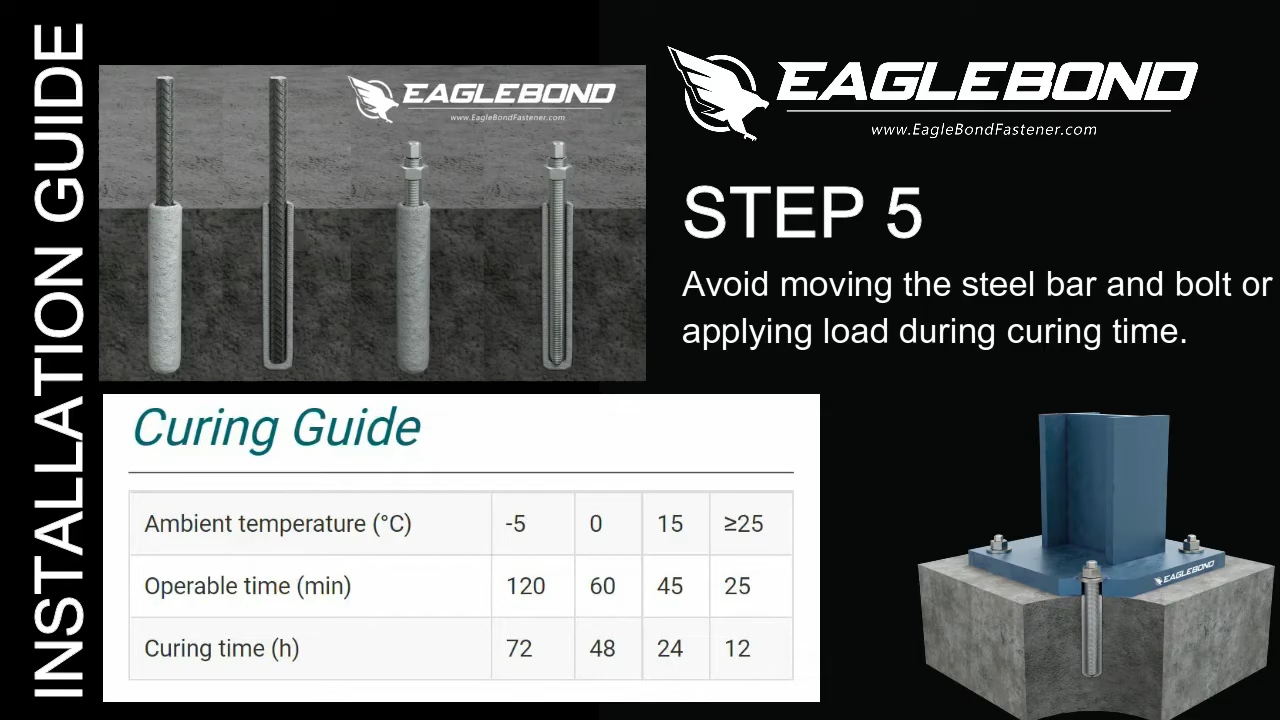 INSTALLATION GUIDE
EAGLEBOND
www.EagleBondFastener.com
EAGLEBOND
www.EagleBondFastener.com
STEP 5
Avoid moving the steel bar and bolt or
applying load during curing time.
Curing Guide
Ambient temperature (°C) -5 0 15 ≥25
Operable time (min) 120 60 45 25
Curing time (h) 72 48 24 12
EAGLEBOND